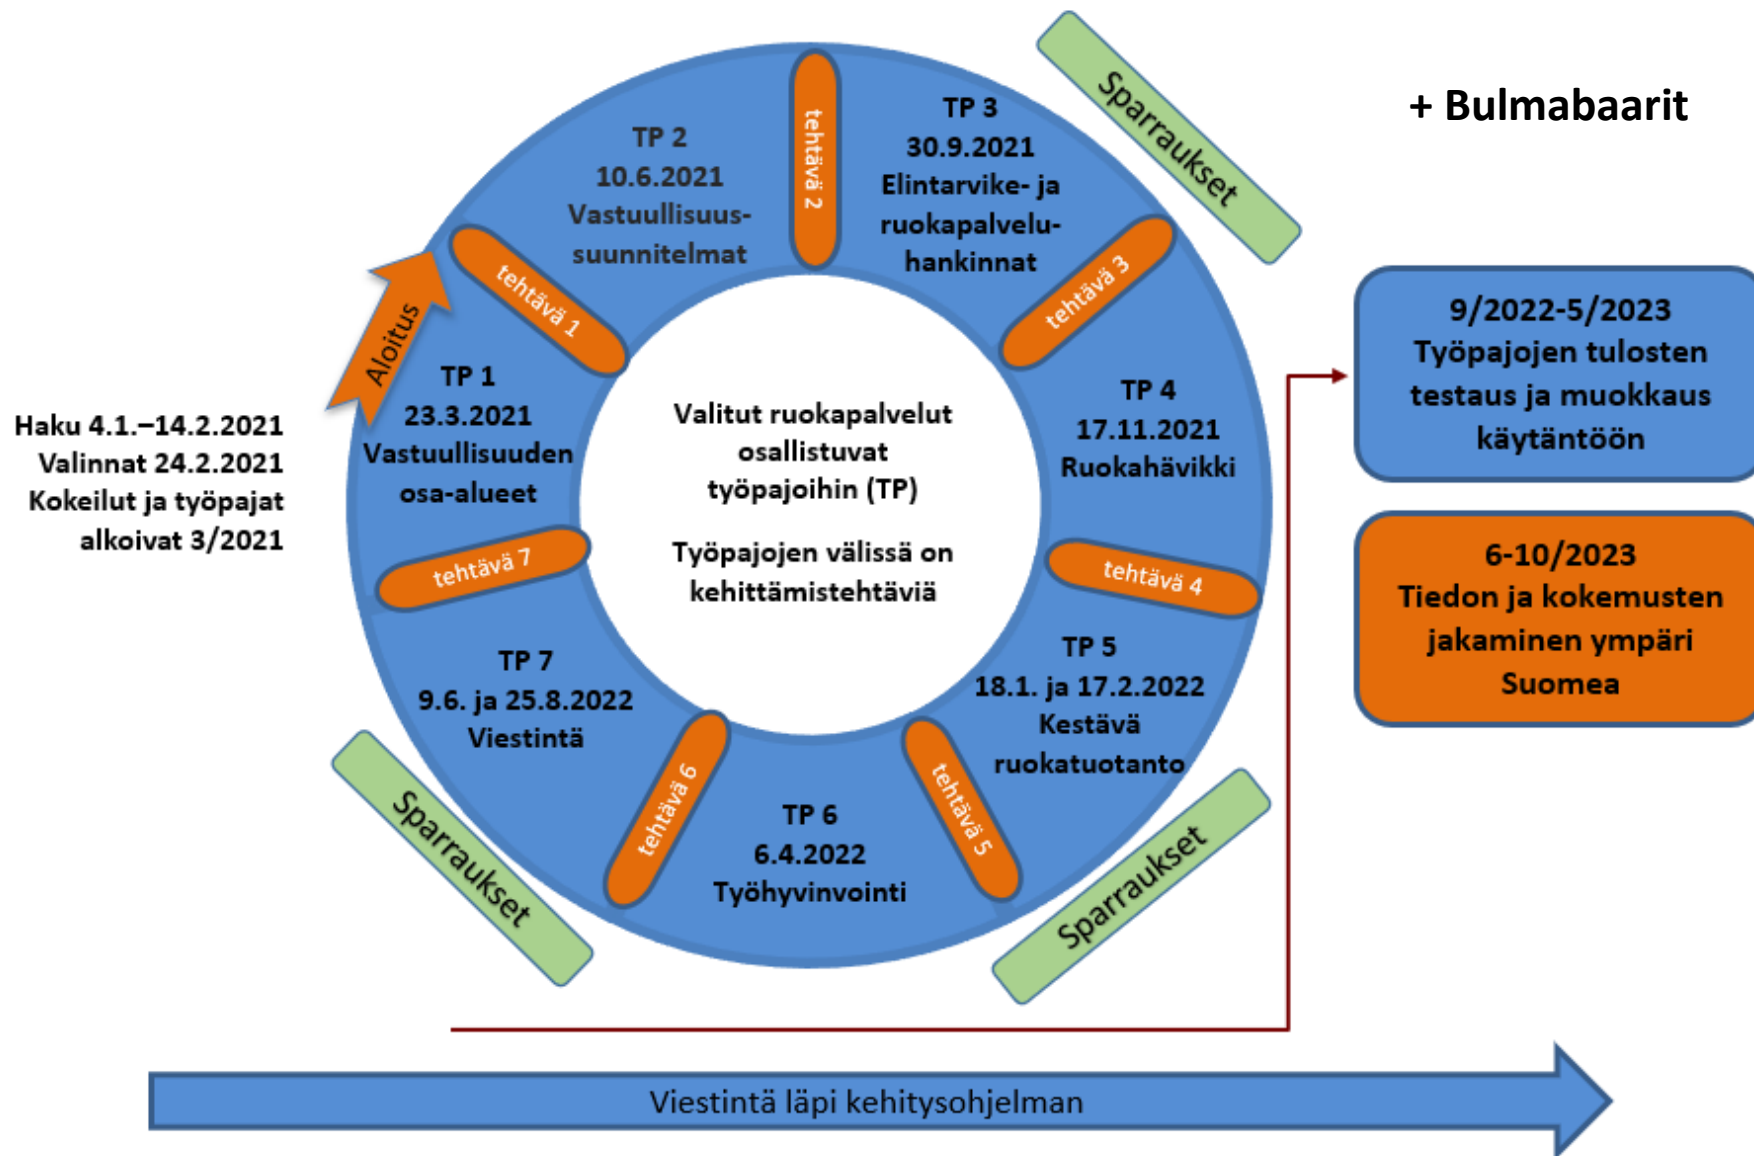 + Bulmabaarit
Haku 4.1.–14.2.2021
Valinnat 24.2.2021
Kokeilut ja työpajat
alkoivat 3/2021
Aloitus
TP 1
23.3.2021
Vastuullisuuden
osa-alueet
tehtävä 1
TP 2
10.6.2021
Vastuullisuus-
suunnitelmat
tehtävä 2
TP 3
30.9.2021
Elintarvike- ja
ruokapalvelu-
hankinnat
tehtävä 3
Sparraukset
TP 4
17.11.2021
Ruokahävikki
tehtävä 4
TP 5
18.1. ja 17.2.2022
Kestävä
ruokatuotanto
tehtävä 5
Sparraukset
TP 6
6.4.2022
Työhyvinvointi
tehtävä 6
TP 7
9.6. ja 25.8.2022
Viestintä
tehtävä 7
Sparraukset
Valitut ruokapalvelut
osallistuvat
työpajoihin (TP)
Työpajojen välissä on
kehittämistehtäviä
9/2022-5/2023
Työpajojen tulosten
testaus ja muokkaus
käytäntöön
6-10/2023
Tiedon ja kokemusten
jakaminen ympäri
Suomea
Viestintä läpi kehitysohjelman